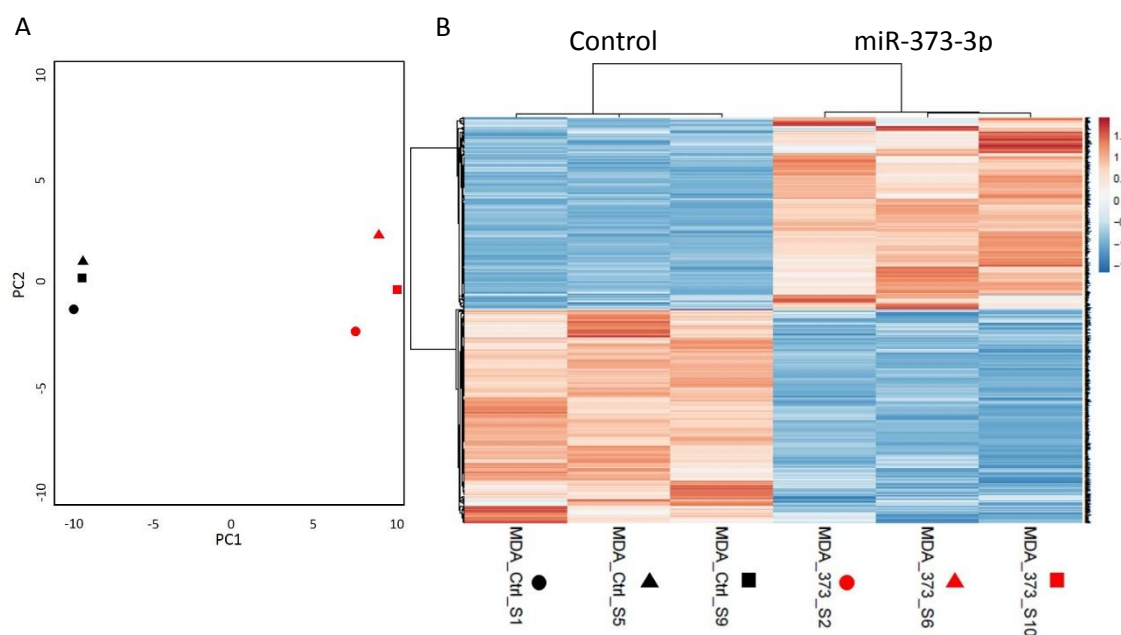 A
10
5
0
-5
-10
PC2
-10 -5 0 5 10
PC1
B
Control miR-373-3p
0
MDA_Ctrl_S1
MDA_Ctrl_S5
MDA_Ctrl_S9
MDA_373_S2
MDA_373_S6
MDA_373_S10